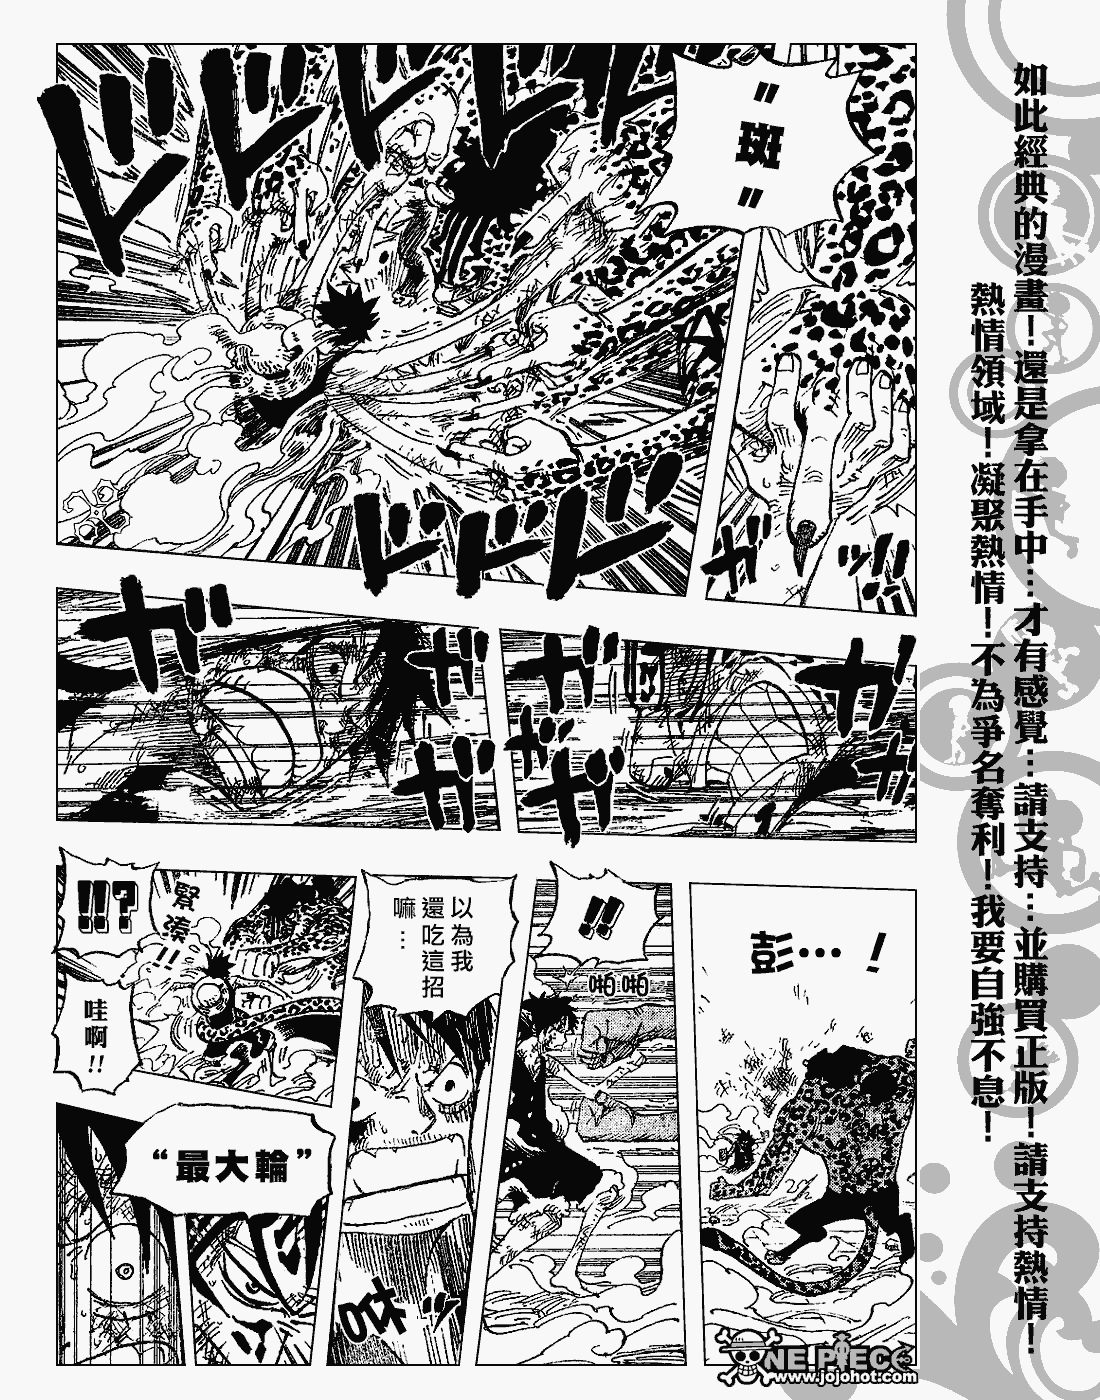 如此經典的漫畫！還是拿在手中…才有感覺…請支持…並購買正版！請支持熱情！
熱情領域！凝聚熱情！不為爭名奪利！我要自強不息！
“斑”
ドドドドド
ドドド
ガッ!!
ガガガ
ガガガ
彭…！
!!
啪啪
以為我
還吃這招
嘛…
咻ッ
緊湊!!
!!?
哇啊!!
“最大輪”
ONE PIECE
www.jojohot.com